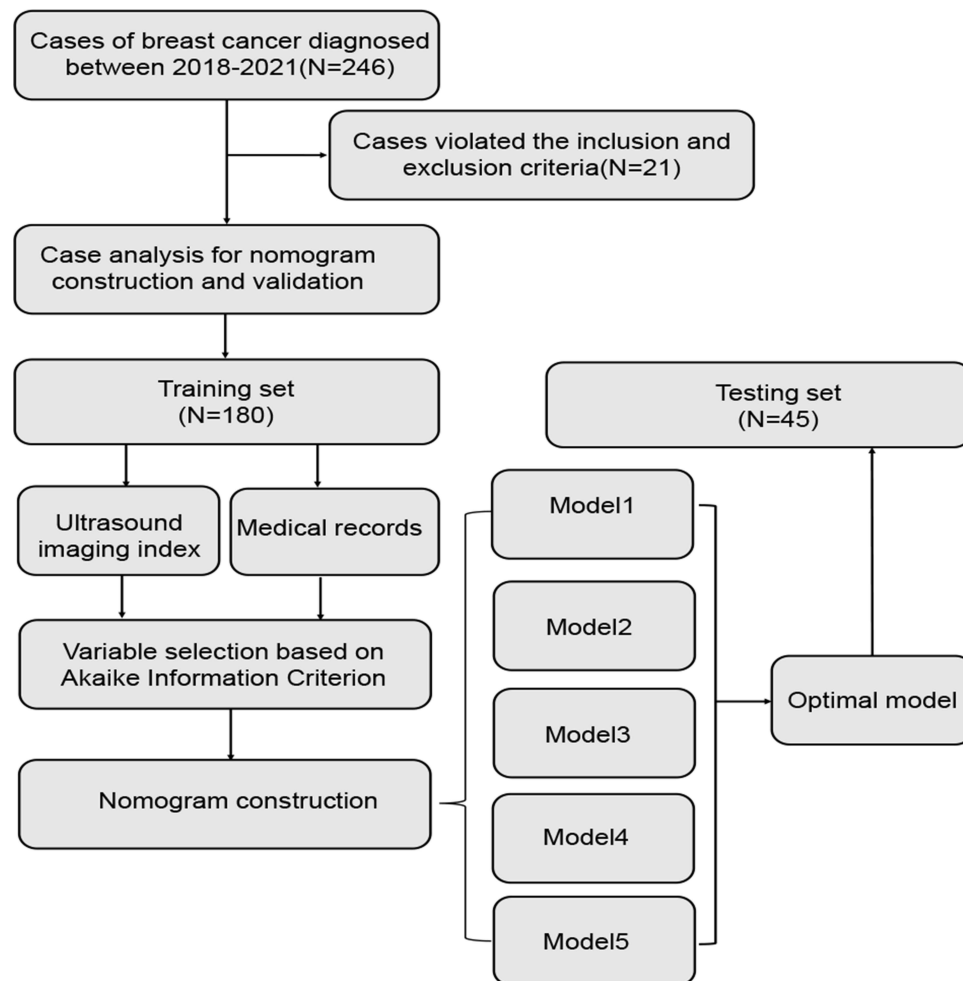 Cases of breast cancer diagnosed
between 2018-2021(N=246)
Cases violated the inclusion and
exclusion criteria(N=21)
Case analysis for nomogram
construction and validation
Training set
(N=180)
Testing set
(N=45)
Ultrasound
imaging index
Medical records
Variable selection based on
Akaike Information Criterion
Nomogram construction
Model1
Model2
Model3
Model4
Model5
Optimal model